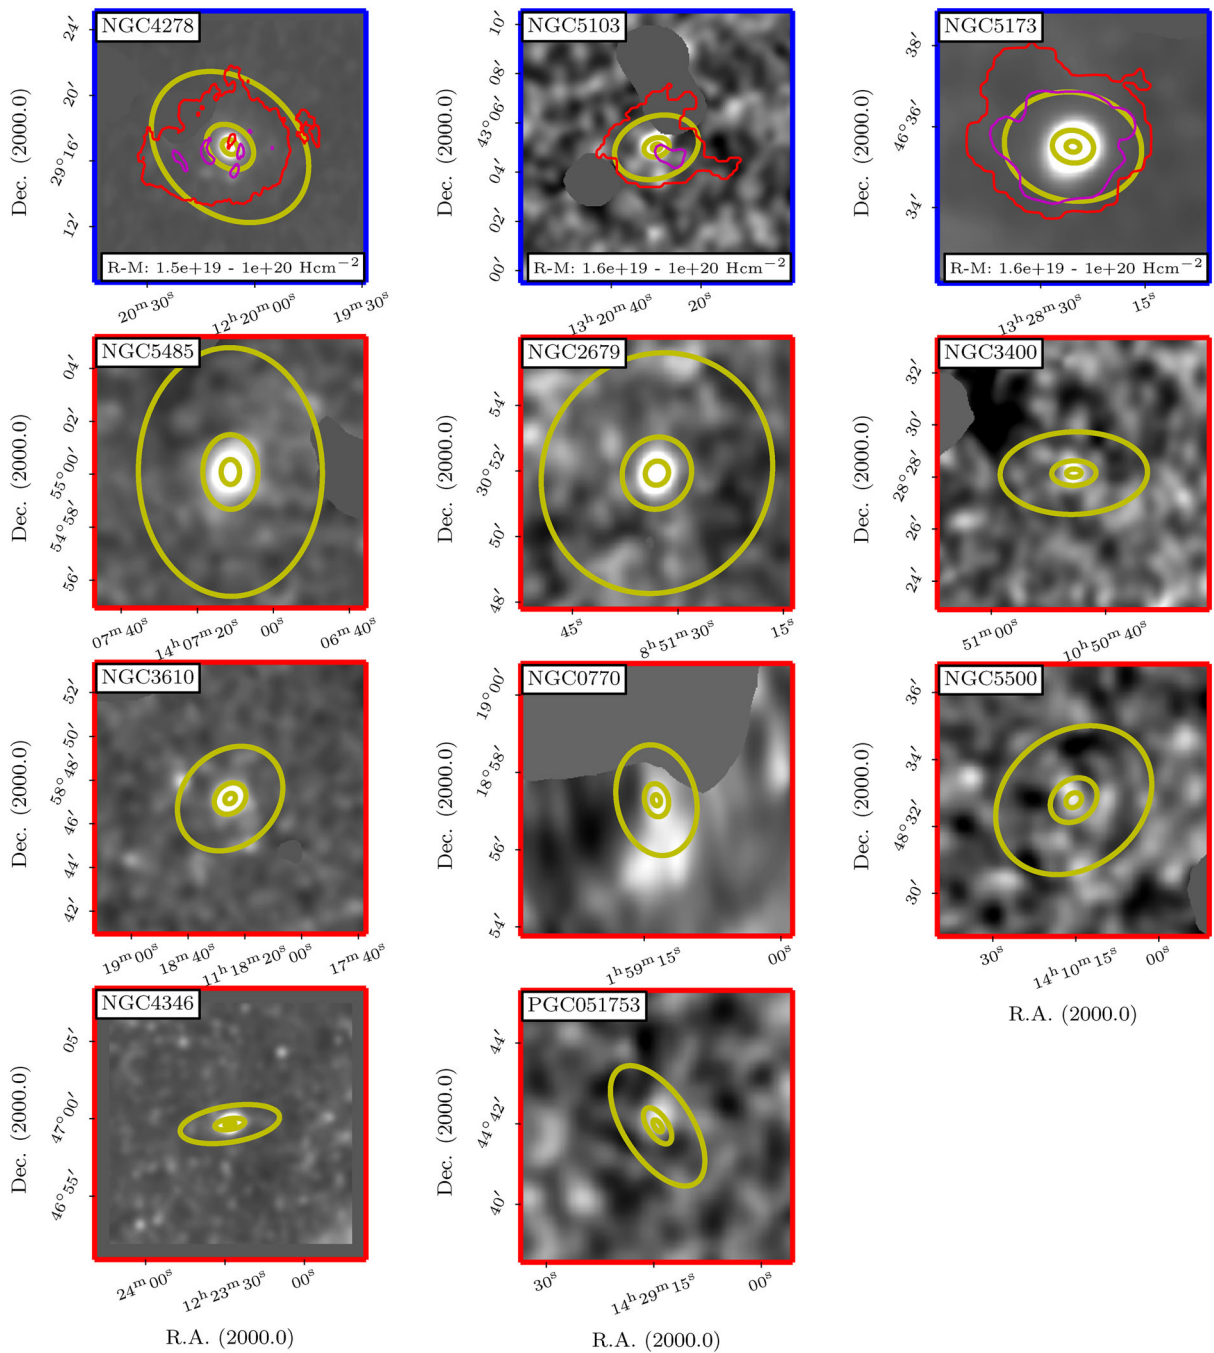 NGC4278
24′
20′
29°16′
12′
Dec. (2000.0)
R-M: 1.5e+19 - 1e+20 Hcm⁻²
20ᵐ30ˢ
12ʰ20ᵐ00ˢ
19ᵐ30ˢ
NGC5103
10′
08′
43°06′
04′
02′
00′
Dec. (2000.0)
R-M: 1.6e+19 - 1e+20 Hcm⁻²
13ʰ20ᵐ40ˢ
20ˢ
NGC5173
38′
46°36′
34′
Dec. (2000.0)
R-M: 1.6e+19 - 1e+20 Hcm⁻²
13ʰ28ᵐ30ˢ
15ˢ
NGC5485
04′
02′
55°00′
54°58′
56′
Dec. (2000.0)
07ᵐ40ˢ
14ʰ07ᵐ20ˢ
00ˢ
06ᵐ40ˢ
NGC2679
54′
30°52′
50′
48′
Dec. (2000.0)
45ˢ
8ʰ51ᵐ30ˢ
15ˢ
NGC3400
32′
30′
28°28′
26′
24′
Dec. (2000.0)
51ᵐ00ˢ
10ʰ50ᵐ40ˢ
NGC3610
52′
50′
58°48′
46′
44′
42′
Dec. (2000.0)
19ᵐ00ˢ
18ᵐ40ˢ
11ʰ18ᵐ20ˢ
18ᵐ00ˢ
17ᵐ40ˢ
NGC0770
19°00′
18°58′
56′
54′
Dec. (2000.0)
1ʰ59ᵐ15ˢ
00ˢ
NGC5500
36′
34′
48°32′
30′
Dec. (2000.0)
30ˢ
14ʰ10ᵐ15ˢ
00ˢ
R.A. (2000.0)
NGC4346
05′
47°00′
46°55′
Dec. (2000.0)
24ᵐ00ˢ
12ʰ23ᵐ30ˢ
00ˢ
R.A. (2000.0)
PGC051753
44′
44°42′
40′
Dec. (2000.0)
30ˢ
14ʰ29ᵐ15ˢ
00ˢ
R.A. (2000.0)